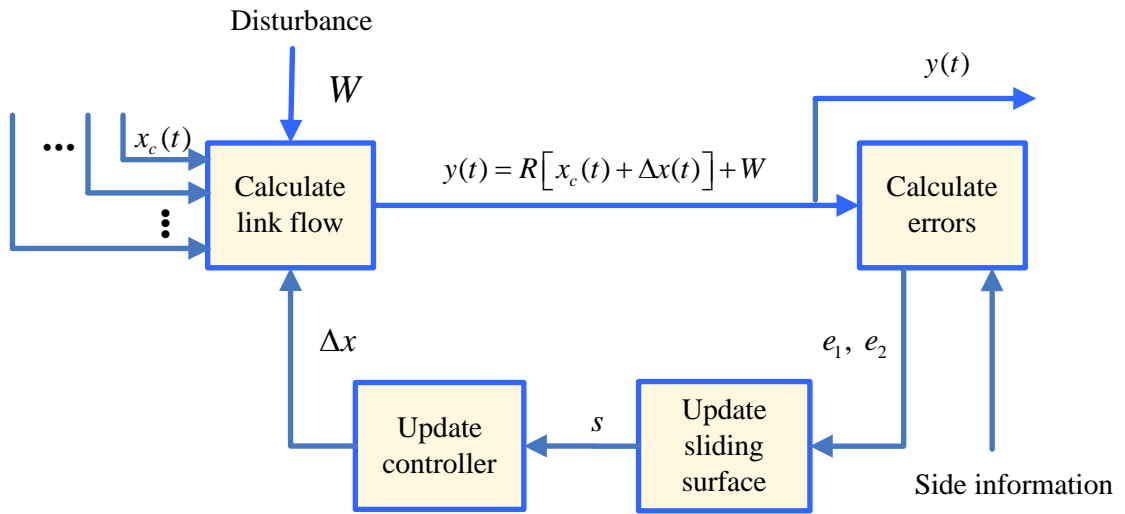 Disturbance
W
y(t)
...
x_c(t)
y(t) = R[x_c(t) + Δx(t)] + W
Calculate
link flow
Calculate
errors
Δx
e_1, e_2
Update
controller
s
Update
sliding
surface
Side information